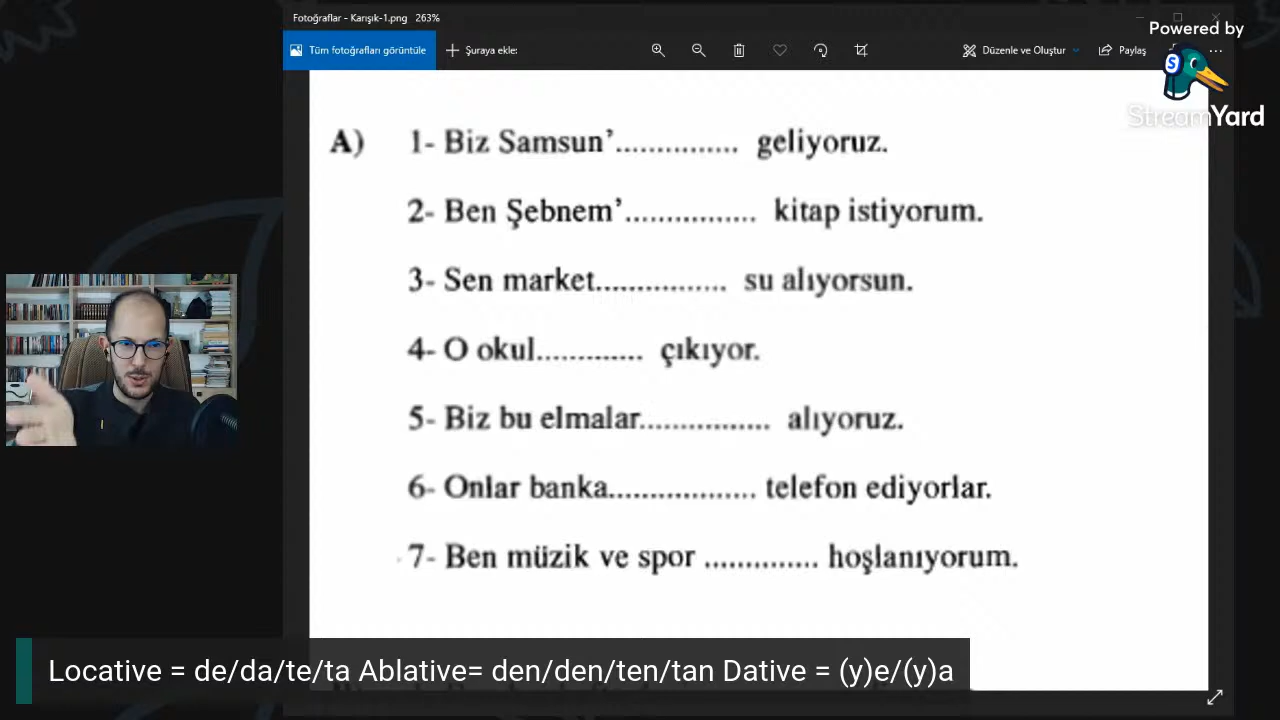 Fotoğraflar - Karışık-1.png 263%
Tüm fotoğrafları görüntüle
Şuraya ekle:
Düzenle ve Oluştur
Paylaş
Powered by
StreamYard
A) 1- Biz Samsun’............... geliyoruz.
2- Ben Şebnem’................ kitap istiyorum.
3- Sen market................ su alıyorsun.
4- O okul............. çıkıyor.
5- Biz bu elmalar................ alıyoruz.
6- Onlar banka.................. telefon ediyorlar.
7- Ben müzik ve spor .............. hoşlanıyorum.
Locative = de/da/te/ta Ablative= den/den/ten/tan Dative = (y)e/(y)a